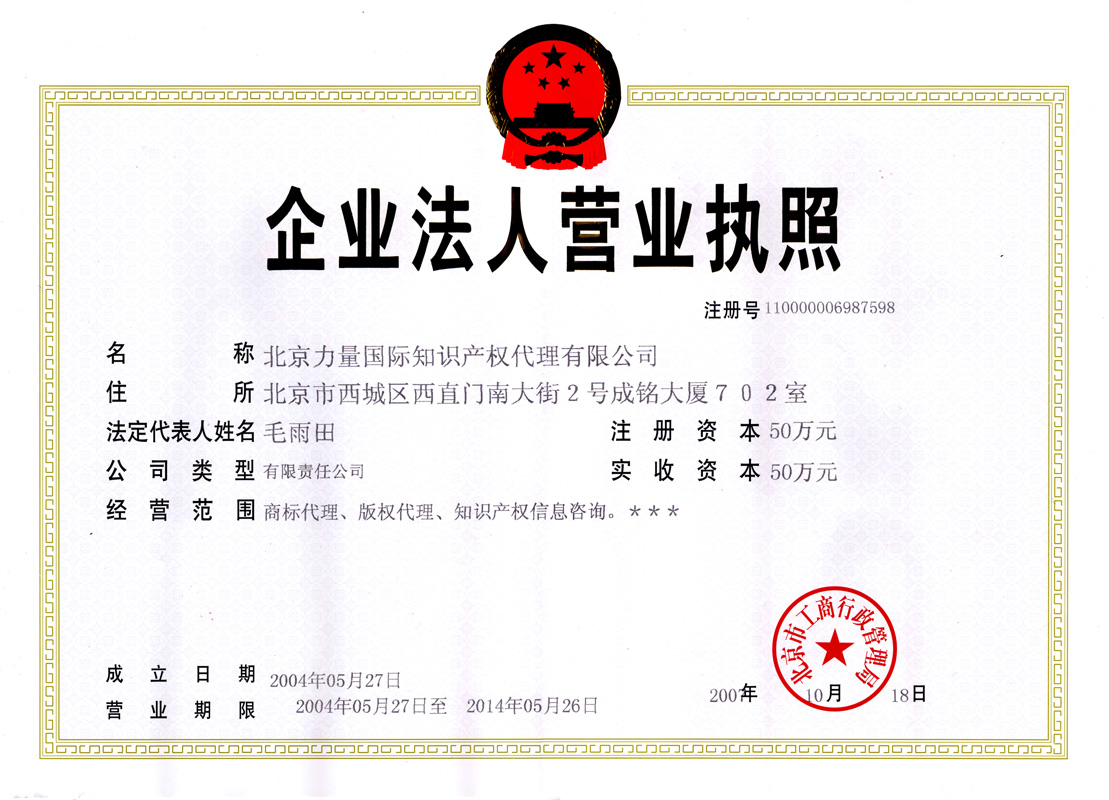 企业法人营业执照
注册号 110000006987598
名称 北京力量国际知识产权代理有限公司
住所 北京市西城区西直门南大街2号成铭大厦702室
法定代表人姓名 毛雨田 注册资本 50万元
公司类型 有限责任公司 实收资本 50万元
经营范围 商标代理、版权代理、知识产权信息咨询。***
北京市工商行政管理局
成立日期 2004年05月27日
营业期限 2004年05月27日至 2014年05月26日
2007年 10月 18日